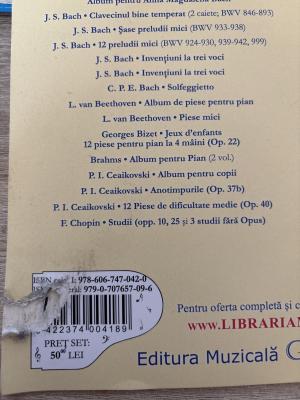 Album pentru Anna Magdalena Bach
J. S. Bach • Clavecinul bine temperat (2 caiete; BWV 846-893)
J. S. Bach • Șase preludii mici (BWV 933-938)
J. S. Bach • 12 preludii mici (BWV 924-930, 939-942, 999)
J. S. Bach • Invențiuni la trei voci
J. S. Bach • Invențiuni la trei voci
C. P. E. Bach • Solfeggietto
L. van Beethoven • Album de piese pentru pian
L. van Beethoven • Piese mici
Georges Bizet • Jeux d'enfants
12 piese pentru pian la 4 mâini (Op. 22)
Brahms • Album pentru Pian (2 vol.)
P. I. Ceaikovski • Album pentru copii
P. I. Ceaikovski • Anotimpurile (Op. 37b)
P. I. Ceaikovski • 12 Piese de dificultate medie (Op. 40)
F. Chopin • Studii (opp. 10, 25 și 3 studii fără Opus)
ISBN 978-606-747-042-0
979-0-707657-09-6
422374 004189
PREȚ SET:
50⁰⁰ LEI
Pentru oferta completă și c
WWW.LIBRARIA
Editura Muzicală G